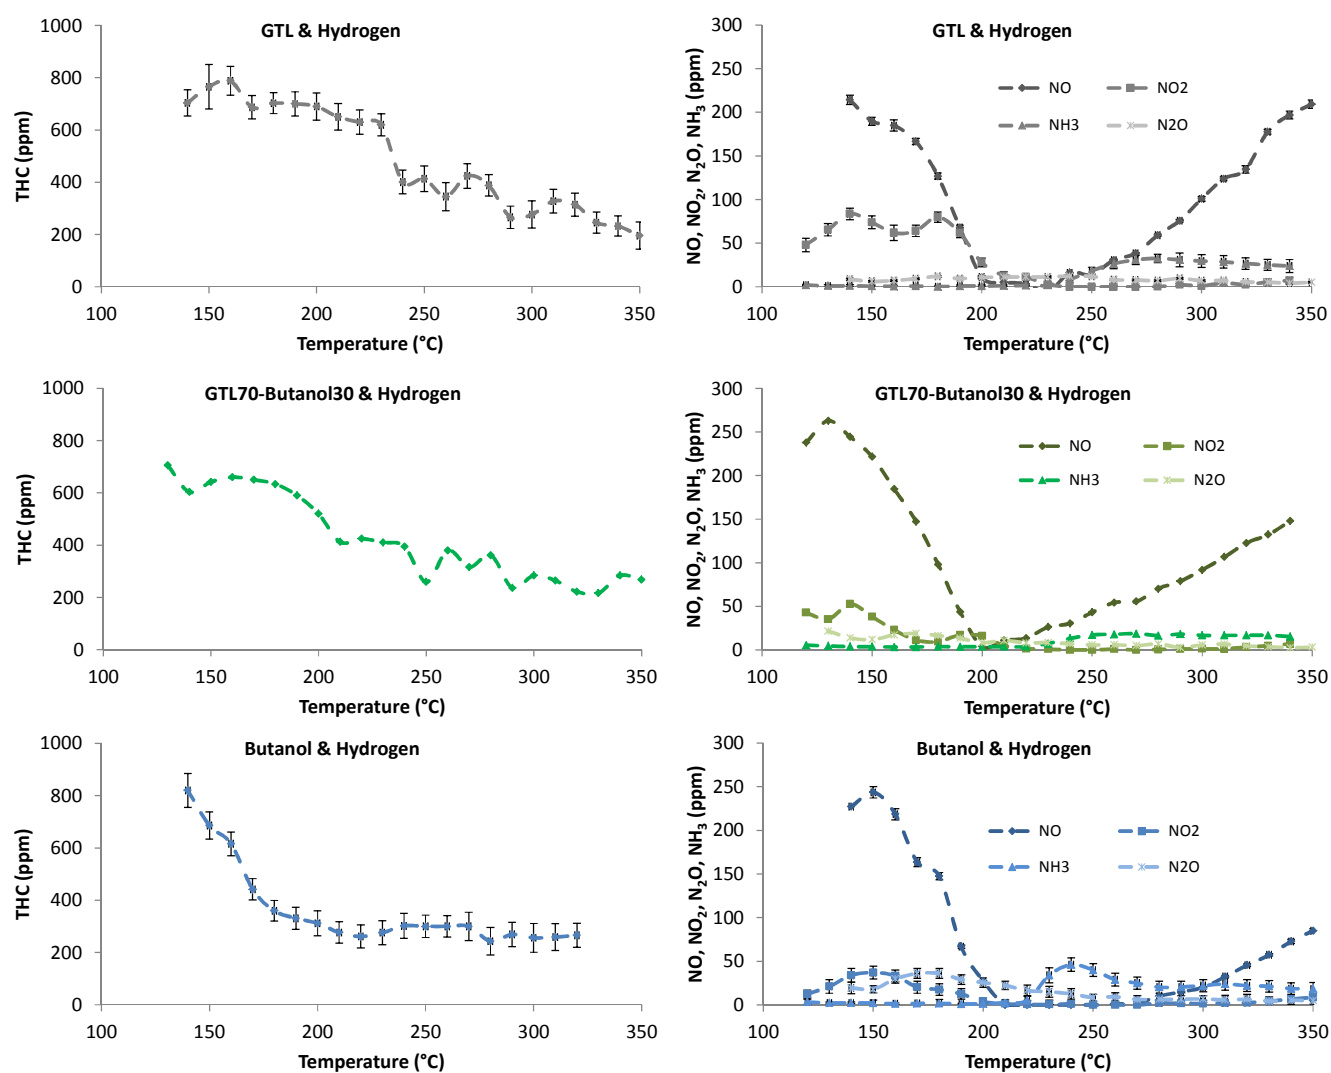 GTL & Hydrogen
THC (ppm)
1000
800
600
400
200
0
100 150 200 250 300 350
Temperature (°C)
GTL & Hydrogen
NO, NO₂, N₂O, NH₃ (ppm)
300
250
200
150
100
50
0
NO NO2
NH3 N2O
100 150 200 250 300 350
Temperature (°C)
GTL70-Butanol30 & Hydrogen
THC (ppm)
1000
800
600
400
200
0
100 150 200 250 300 350
Temperature (°C)
GTL70-Butanol30 & Hydrogen
NO, NO₂, N₂O, NH₃ (ppm)
300
250
200
150
100
50
0
NO NO2
NH3 N2O
100 150 200 250 300 350
Temperature (°C)
Butanol & Hydrogen
THC (ppm)
1000
800
600
400
200
0
100 150 200 250 300 350
Temperature (°C)
Butanol & Hydrogen
NO, NO₂, N₂O, NH₃ (ppm)
300
250
200
150
100
50
0
NO NO2
NH3 N2O
100 150 200 250 300 350
Temperature (°C)